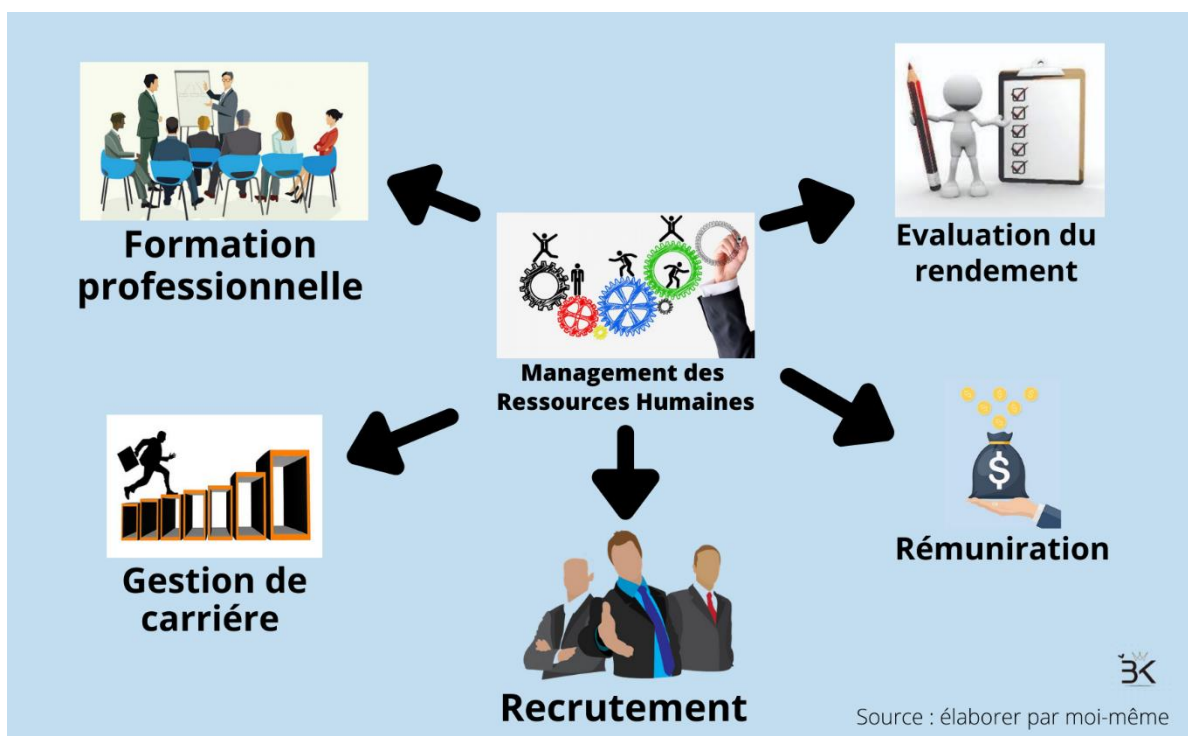 Formation
professionnelle
Evaluation du
rendement
Management des
Ressources Humaines
Gestion de
carriére
Rémuniration
Recrutement
BK
Source : élaborer par moi-même